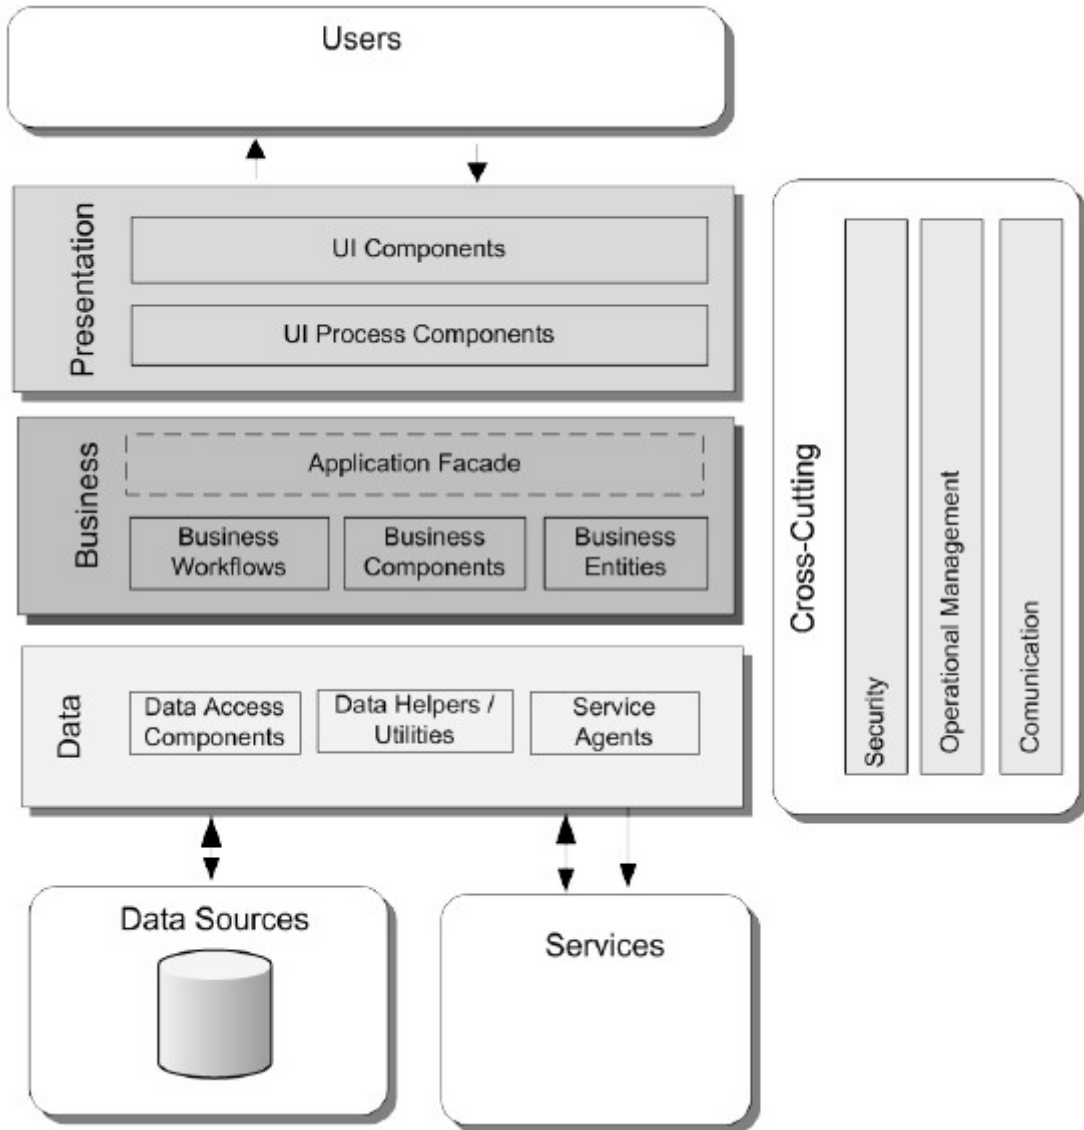 Users
Presentation
UI Components
UI Process Components
Business
Application Facade
Business
Workflows
Business
Components
Business
Entities
Data
Data Access
Components
Data Helpers /
Utilities
Service
Agents
Cross-Cutting
Security
Operational Management
Comunication
Data Sources
Services